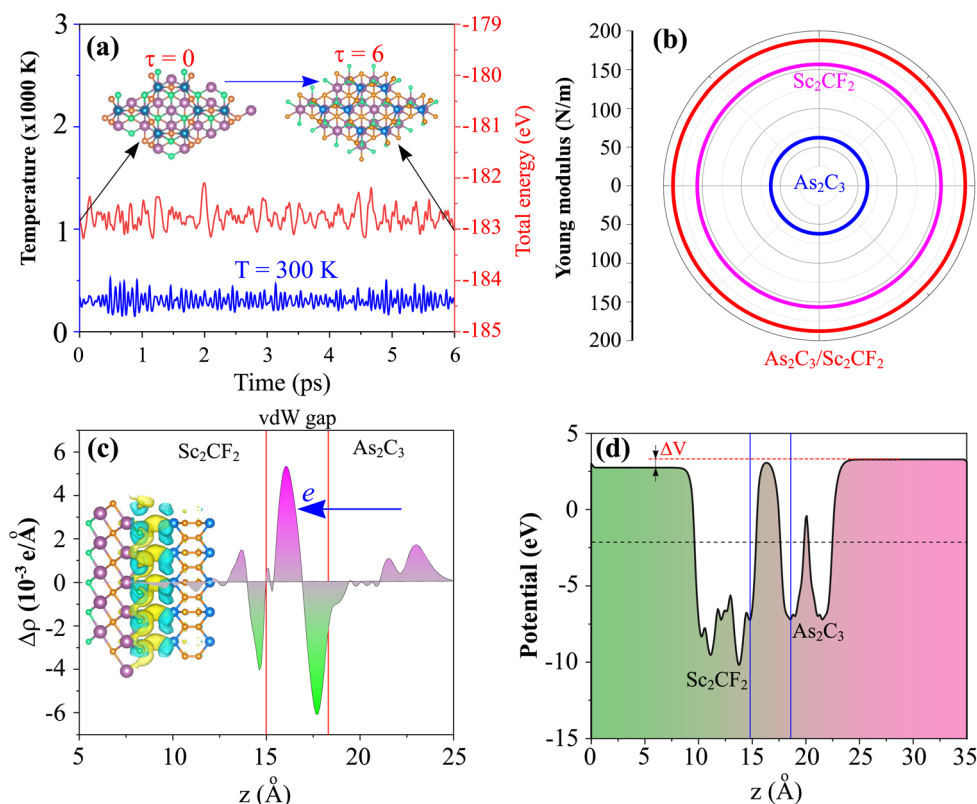 (a)
τ = 0
τ = 6
T = 300 K
Temperature (x1000 K)
3
2
1
0
Total energy (eV)
-179
-180
-181
-182
-183
-184
-185
0 1 2 3 4 5 6
Time (ps)
(b)
Young modulus (N/m)
200
150
100
50
0
50
100
150
200
Sc₂CF₂
As₂C₃
As₂C₃/Sc₂CF₂
vdW gap
(c)
Sc₂CF₂
As₂C₃
e
Δρ (10⁻³ e/Å)
6
4
2
0
-2
-4
-6
5 10 15 20 25
z (Å)
(d)
ΔV
Potential (eV)
5
0
-5
-10
-15
Sc₂CF₂
As₂C₃
0 5 10 15 20 25 30 35
z (Å)